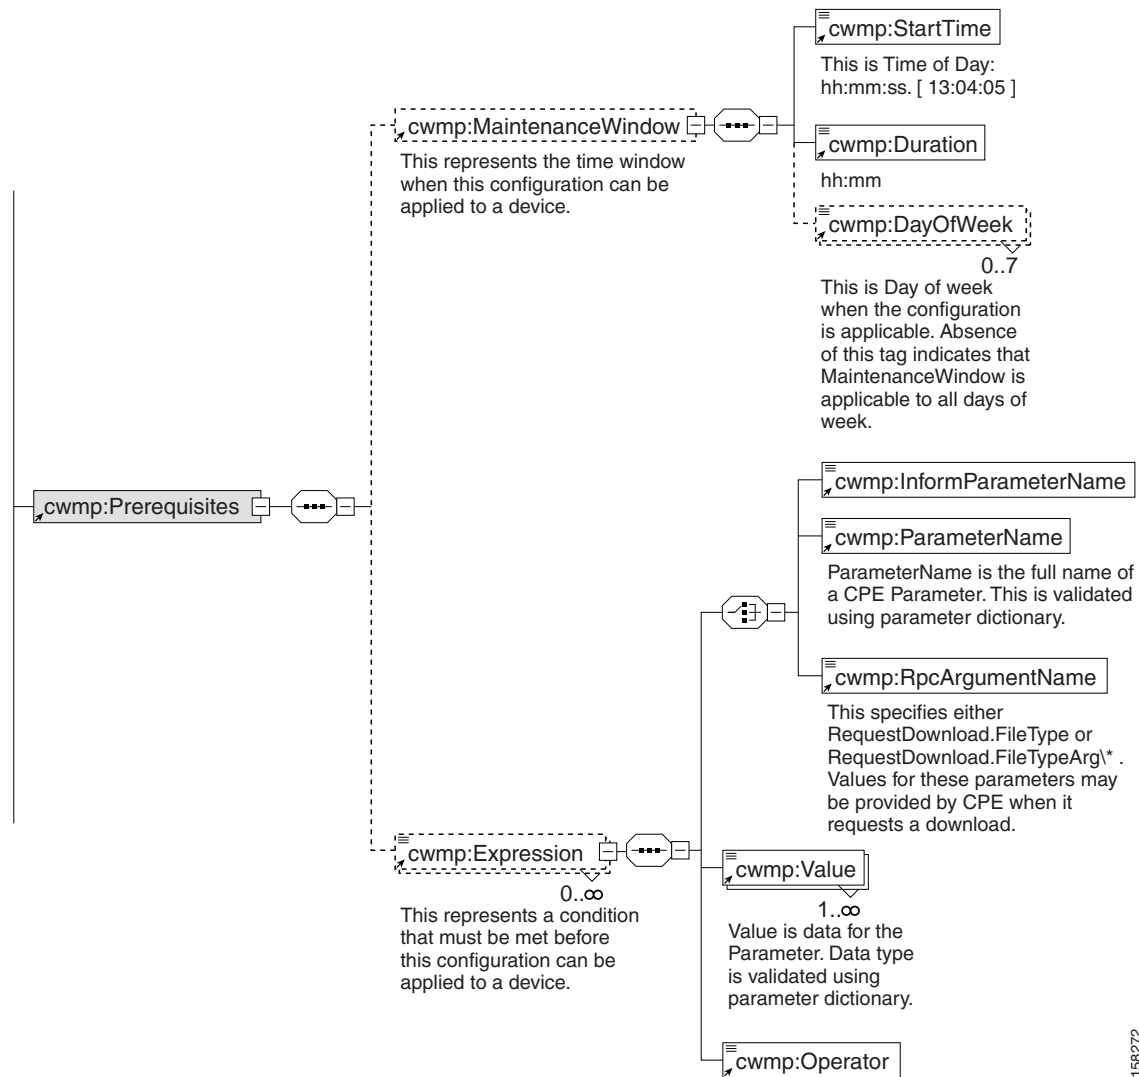 cwmp:StartTime
This is Time of Day:
hh:mm:ss. [ 13:04:05 ]
cwmp:MaintenanceWindow
This represents the time window
when this configuration can be
applied to a device.
cwmp:Duration
hh:mm
cwmp:DayOfWeek
0..7
This is Day of week
when the configuration
is applicable. Absence
of this tag indicates that
MaintenanceWindow is
applicable to all days of
week.
cwmp:Prerequisites
cwmp:InformParameterName
cwmp:ParameterName
ParameterName is the full name of
a CPE Parameter. This is validated
using parameter dictionary.
cwmp:RpcArgumentName
This specifies either
RequestDownload.FileType or
RequestDownload.FileTypeArg\* .
Values for these parameters may
be provided by CPE when it
requests a download.
cwmp:Expression
0..∞
This represents a condition
that must be met before
this configuration can be
applied to a device.
cwmp:Value
1..∞
Value is data for the
Parameter. Data type
is validated using
parameter dictionary.
cwmp:Operator
158272